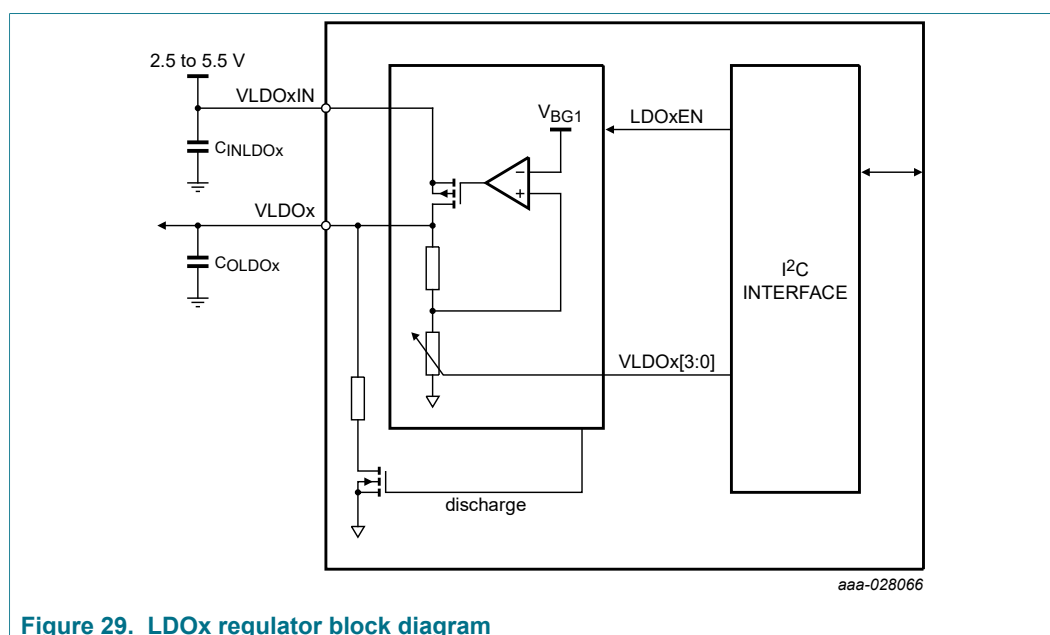 2.5 to 5.5 V
VLDOxIN
CINLDOx
VLDOx
COLDOx
VBG1
−
+
LDOxEN
I2C
INTERFACE
VLDOx[3:0]
discharge
aaa-028066
Figure 29. LDOx regulator block diagram